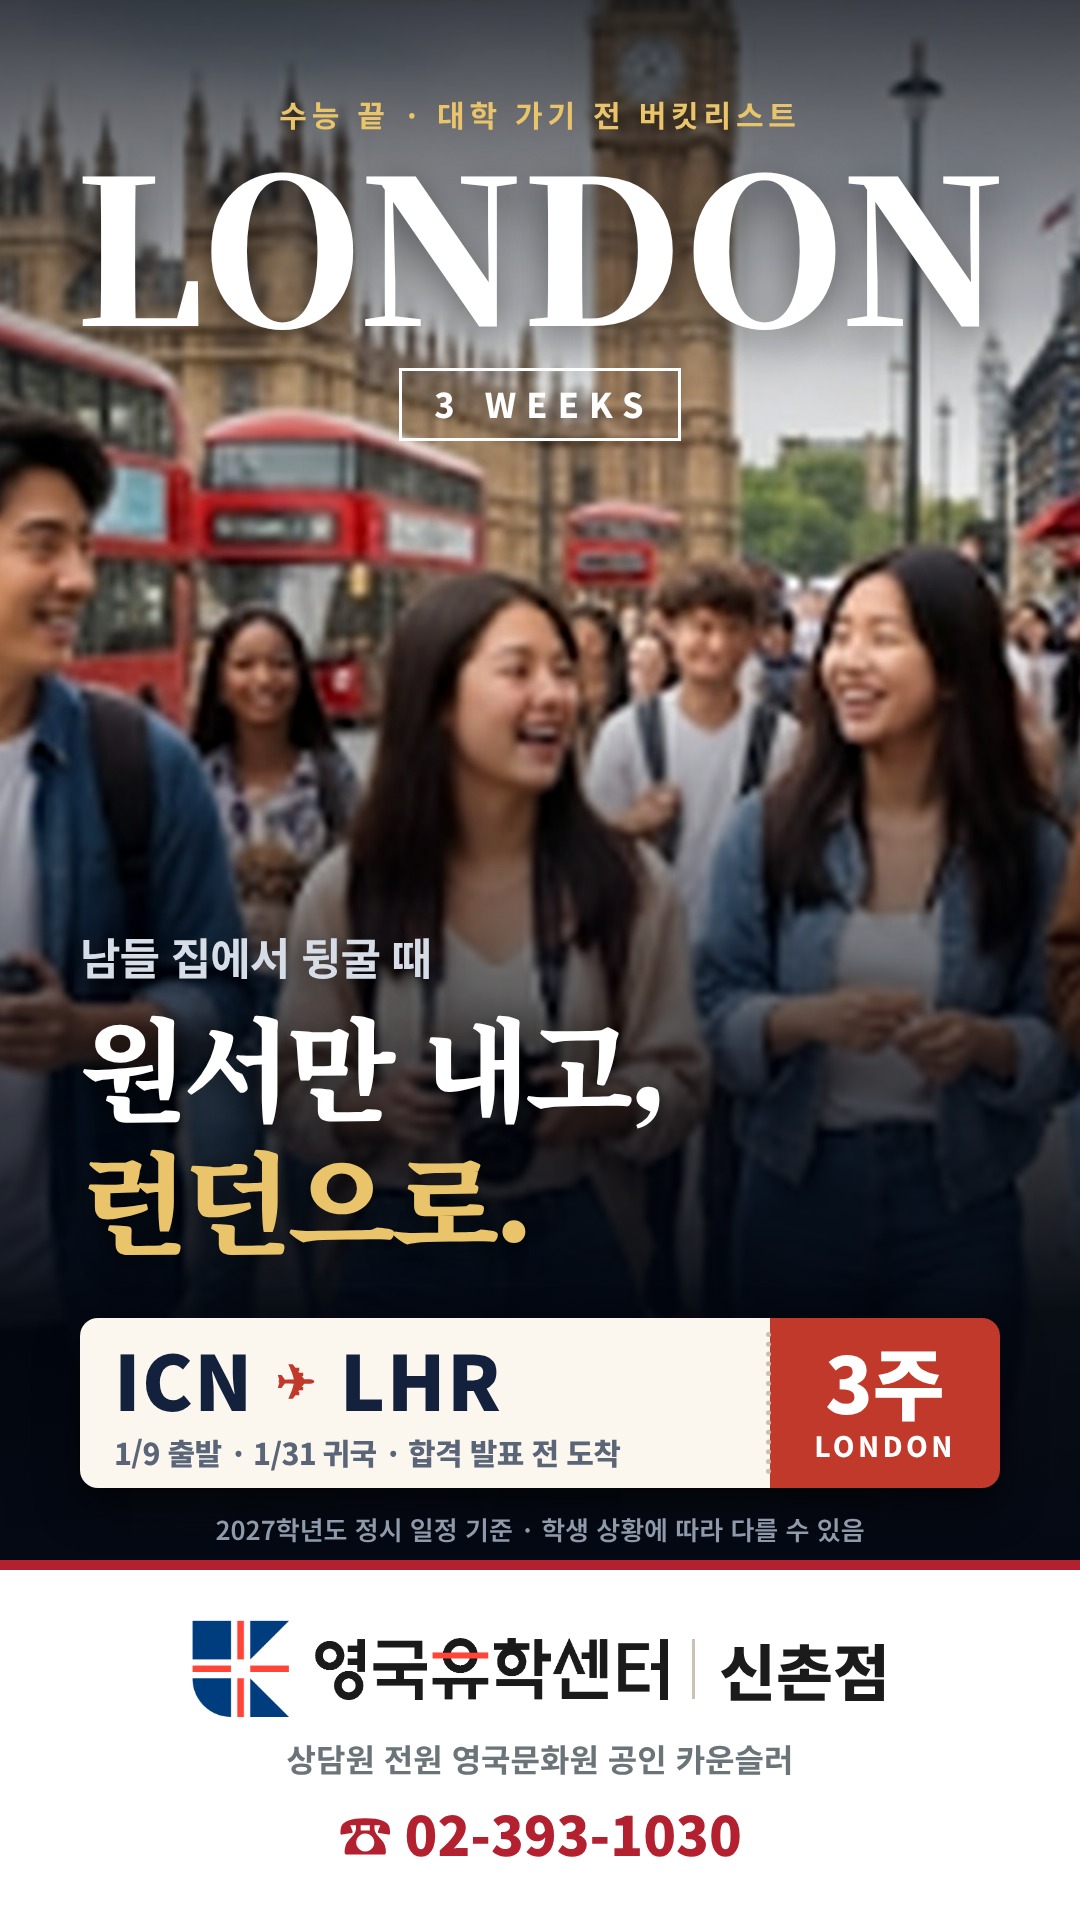 수능 끝 · 대학 가기 전 버킷리스트
LONDON
3 WEEKS
남들 집에서 뒹굴 때
원서만 내고,
런던으로.
ICN ✈ LHR
1/9 출발 · 1/31 귀국 · 합격 발표 전 도착
3주
LONDON
2027학년도 정시 일정 기준 · 학생 상황에 따라 다를 수 있음
영국유학센터 | 신촌점
상담원 전원 영국문화원 공인 카운슬러
☎ 02-393-1030